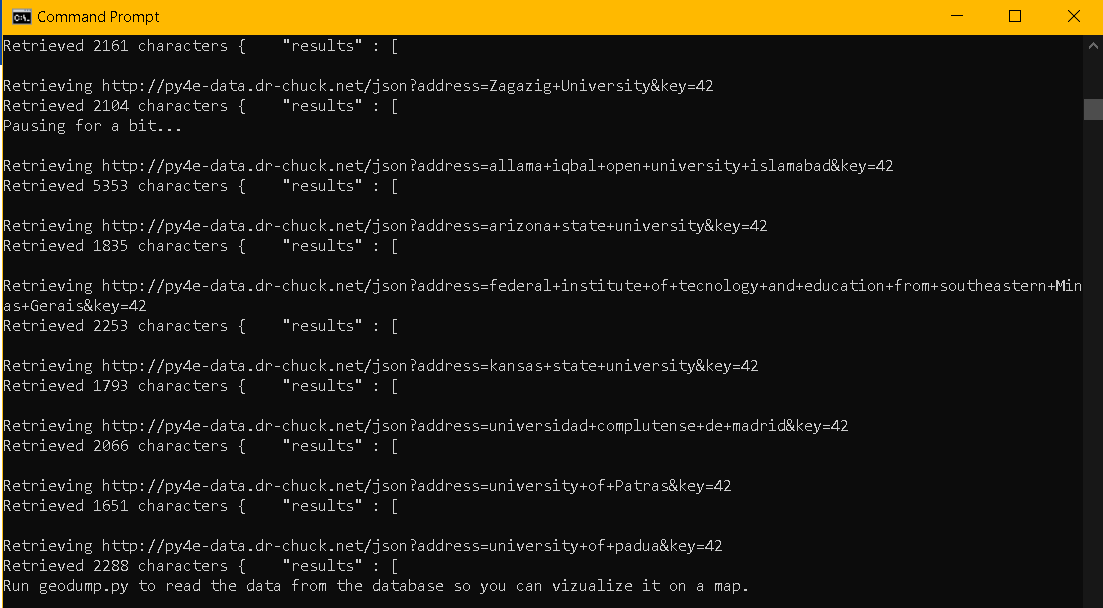 Command Prompt
Retrieved 2161 characters {    "results" : [
Retrieving http://py4e-data.dr-chuck.net/json?address=Zagazig+University&key=42
Retrieved 2104 characters {    "results" : [
Pausing for a bit...
Retrieving http://py4e-data.dr-chuck.net/json?address=allama+iqbal+open+university+islamabad&key=42
Retrieved 5353 characters {    "results" : [
Retrieving http://py4e-data.dr-chuck.net/json?address=arizona+state+university&key=42
Retrieved 1835 characters {    "results" : [
Retrieving http://py4e-data.dr-chuck.net/json?address=federal+institute+of+tecnology+and+education+from+southeastern+Min
as+Gerais&key=42
Retrieved 2253 characters {    "results" : [
Retrieving http://py4e-data.dr-chuck.net/json?address=kansas+state+university&key=42
Retrieved 1793 characters {    "results" : [
Retrieving http://py4e-data.dr-chuck.net/json?address=universidad+complutense+de+madrid&key=42
Retrieved 2066 characters {    "results" : [
Retrieving http://py4e-data.dr-chuck.net/json?address=university+of+Patras&key=42
Retrieved 1651 characters {    "results" : [
Retrieving http://py4e-data.dr-chuck.net/json?address=university+of+padua&key=42
Retrieved 2288 characters {    "results" : [
Run geodump.py to read the data from the database so you can vizualize it on a map.